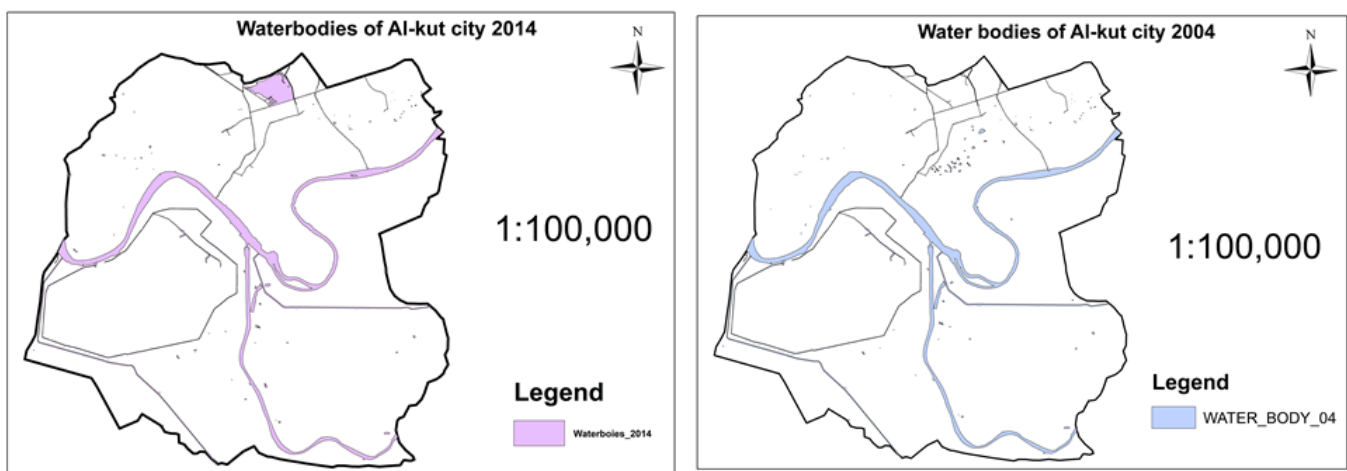 Waterbodies of Al-kut city 2014
N
1:100,000
Legend
Waterboies_2014
Water bodies of Al-kut city 2004
N
1:100,000
Legend
WATER_BODY_04